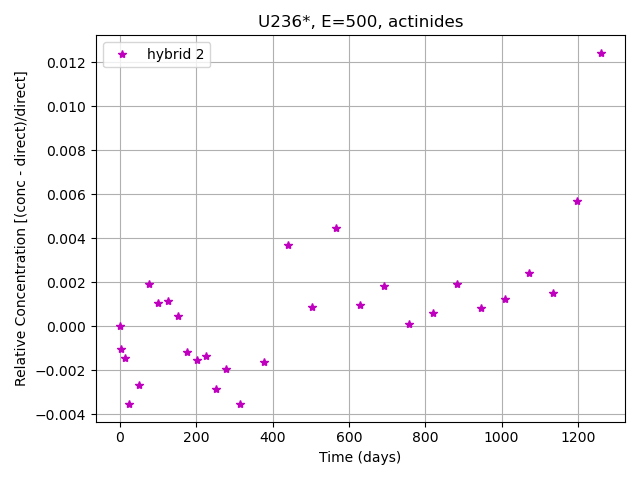 U236*, E=500, actinides
hybrid 2
Relative Concentration [(conc - direct)/direct]
0.012
0.010
0.008
0.006
0.004
0.002
0.000
−0.002
−0.004
0 200 400 600 800 1000 1200
Time (days)